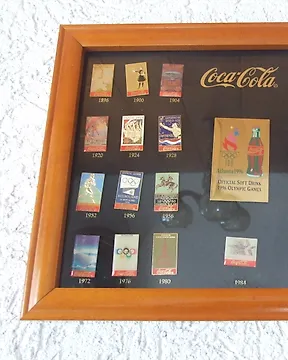 Coca-Cola
1896 1900 1904
1920 1924 1928
OFFICIAL SOFT DRINK
1996 OLYMPIC GAMES
1952 1956 1956
1972 1976 1980 1984